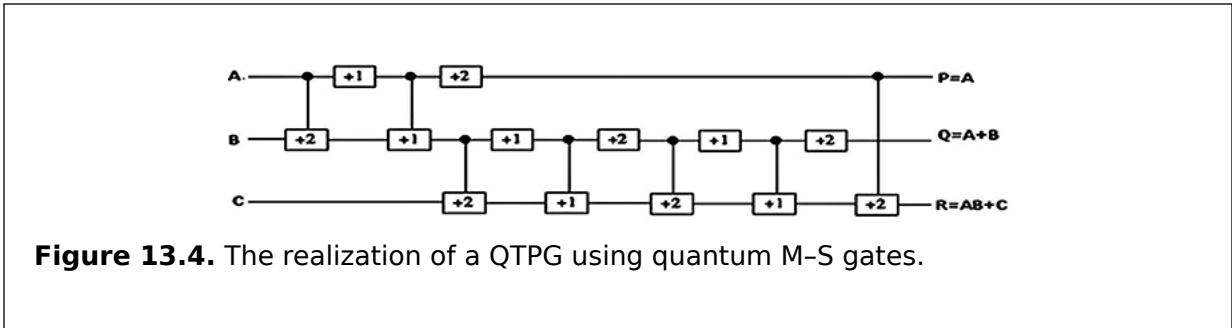 A. +1 +2 P=A
B +2 +1 +1 +2 +1 +2 Q=A+B
C +2 +1 +2 +1 +2 R=AB+C
Figure 13.4. The realization of a QTPG using quantum M–S gates.